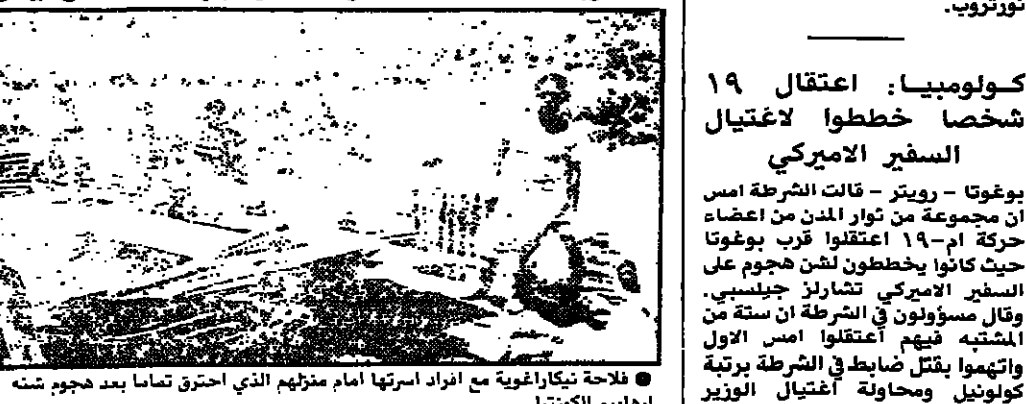 نورثروب.
كـولومبيـا: اعتقال ١٩
شخصا خططوا لاغتيال
السفير الاميركي
بوغوتا – رويتر – قالت الشرطة امس
ان مجموعة من ثوار المدن من اعضاء
حركة ام–١٩ اعتقلوا قرب بوغوتا
حيث كانوا يخططون لشن هجوم على
السفير الاميركي تشارلز جيلسبي.
وقال مسؤولون في الشرطة ان ستة من
المشتبه فيهم اعتقلوا امس الاول
واتهموا بقتل ضابط في الشرطة برتبة
كولونيل ومحاولة اغتيال الوزير
● فلاحة نيكاراغوية مع افراد اسرتها امام منزلهم الذي احترق تماما بعد هجوم شنه